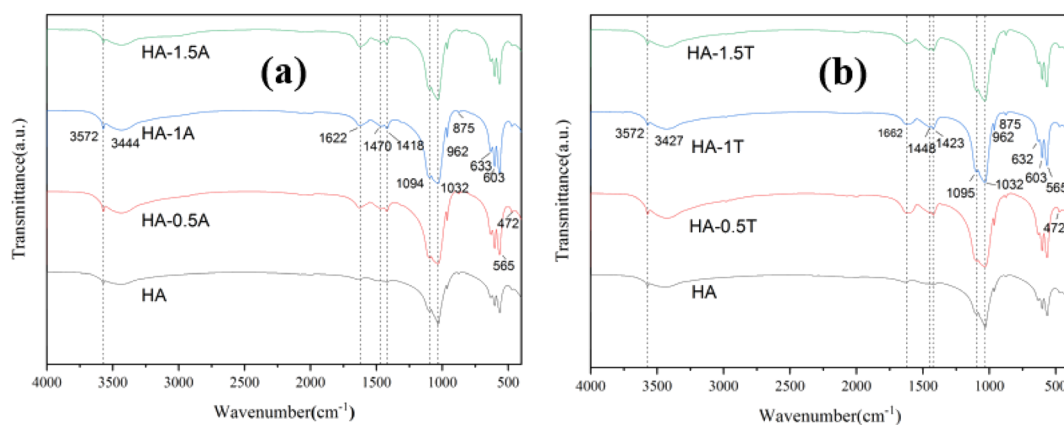 (a)
HA-1.5A
3572
3444
HA-1A
1622
1470
1418
875
962
633
603
1094
1032
HA-0.5A
472
565
HA
Transmittance(a.u.)
4000 3500 3000 2500 2000 1500 1000 500
Wavenumber(cm⁻¹)
(b)
HA-1.5T
3572
3427
HA-1T
1662
1448
1423
875
962
632
603
565
1095
1032
HA-0.5T
472
HA
Transmittance(a.u.)
4000 3500 3000 2500 2000 1500 1000 500
Wavenumber(cm⁻¹)